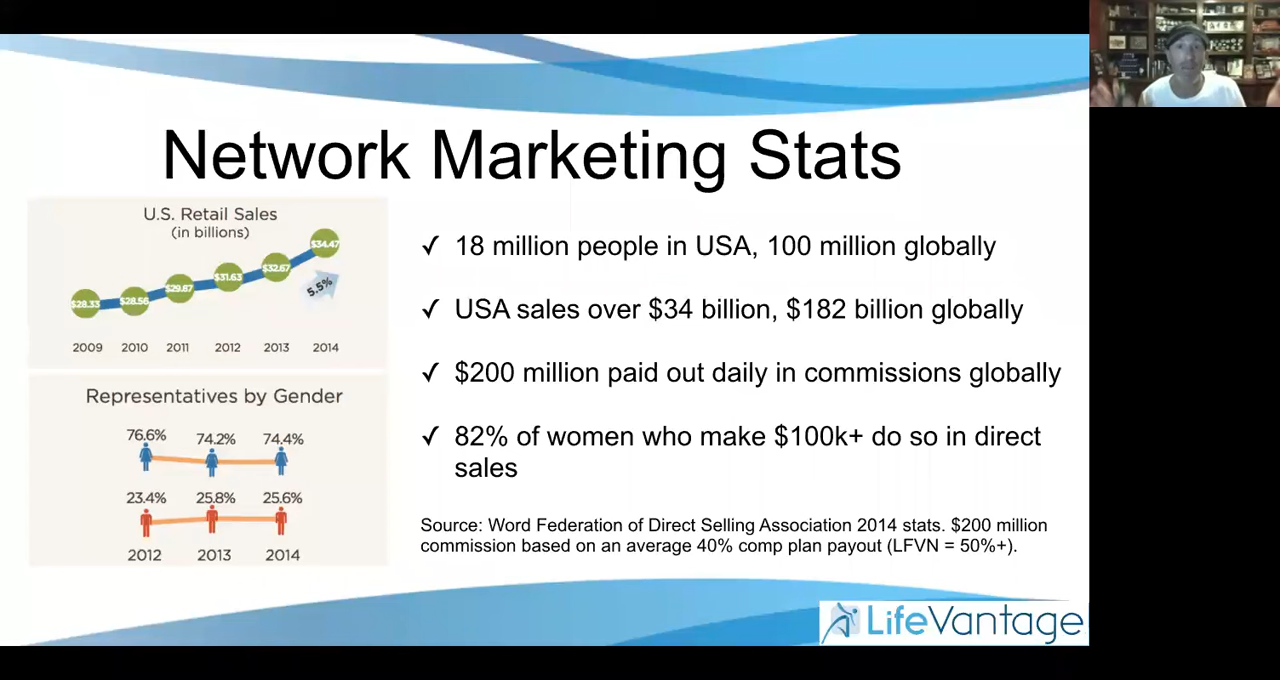 Network Marketing Stats
U.S. Retail Sales
(in billions)
$28.33 $28.56 $29.87 $31.63 $32.67 $34.47
5.5%
2009 2010 2011 2012 2013 2014
Representatives by Gender
76.6% 74.2% 74.4%
23.4% 25.8% 25.6%
2012 2013 2014
✓ 18 million people in USA, 100 million globally
✓ USA sales over $34 billion, $182 billion globally
✓ $200 million paid out daily in commissions globally
✓ 82% of women who make $100k+ do so in direct
sales
Source: Word Federation of Direct Selling Association 2014 stats. $200 million
commission based on an average 40% comp plan payout (LFVN = 50%+).
LifeVantage